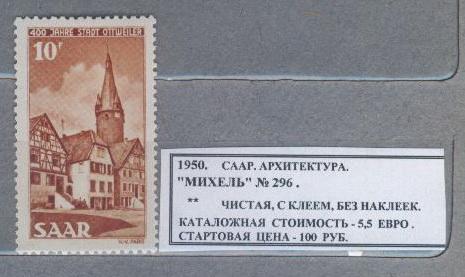 400 JAHRE STADT OTTWEILER
10F
SAAR
H.V. PARIS
1950. СААР. АРХИТЕКТУРА.
"МИХЕЛЬ" № 296 .
** ЧИСТАЯ, С КЛЕЕМ, БЕЗ НАКЛЕЕК.
КАТАЛОЖНАЯ СТОИМОСТЬ - 5,5 ЕВРО .
СТАРТОВАЯ ЦЕНА - 100 РУБ.